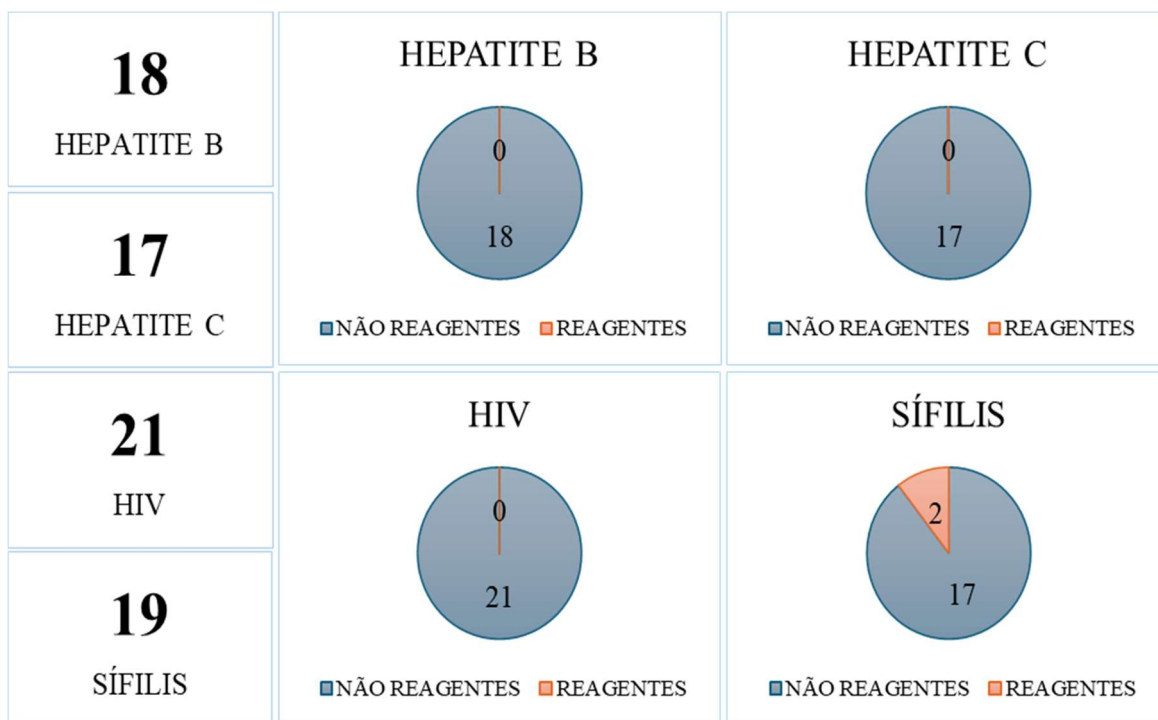 18
HEPATITE B
17
HEPATITE C
21
HIV
19
SÍFILIS
HEPATITE B
0
18
NÃO REAGENTES REAGENTES
HEPATITE C
0
17
NÃO REAGENTES REAGENTES
HIV
0
21
NÃO REAGENTES REAGENTES
SÍFILIS
2
17
NÃO REAGENTES REAGENTES